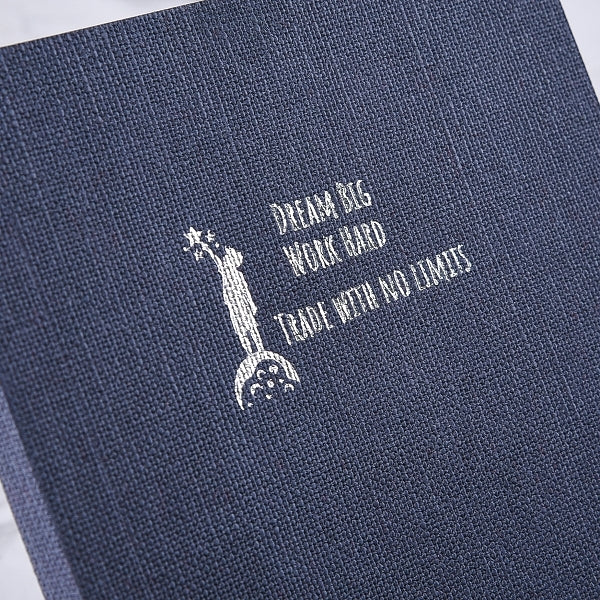 Dream Big
Work Hard
Trade with no limits